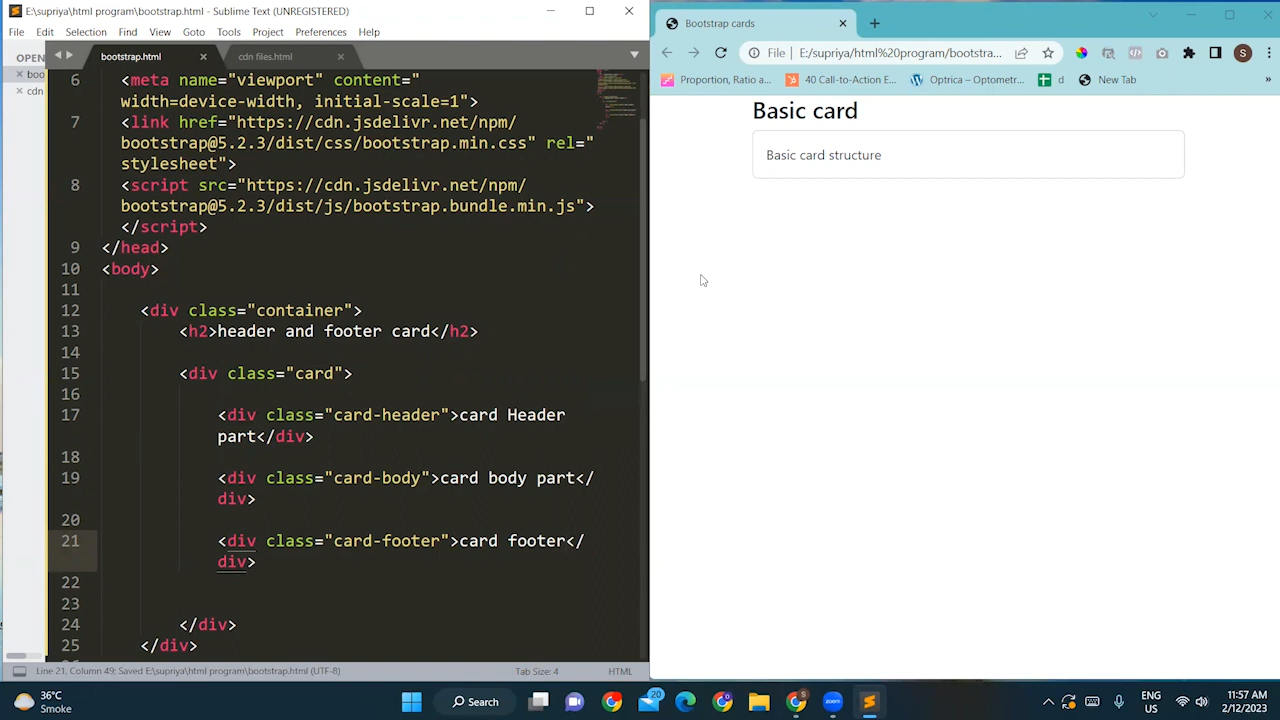 E:\supriya\html program\bootstrap.html - Sublime Text (UNREGISTERED)
File Edit Selection Find View Goto Tools Project Preferences Help
OPEN
boo
cdn
bootstrap.html
cdn files.html
6 <meta name="viewport" content="
width=device-width, initial-scale=1">
7 <link href="https://cdn.jsdelivr.net/npm/
bootstrap@5.2.3/dist/css/bootstrap.min.css" rel="
stylesheet">
8 <script src="https://cdn.jsdelivr.net/npm/
bootstrap@5.2.3/dist/js/bootstrap.bundle.min.js">
</script>
9 </head>
10 <body>
11
12 <div class="container">
13 <h2>header and footer card</h2>
14
15 <div class="card">
16
17 <div class="card-header">card Header
part</div>
18
19 <div class="card-body">card body part</
div>
20
21 <div class="card-footer">card footer</
div>
22
23
24 </div>
25 </div>
Line 21, Column 49; Saved E:\supriya\html program\bootstrap.html (UTF-8)
Tab Size: 4
HTML
Bootstrap cards
File E:/supriya/html%20program/bootstra...
S
Proportion, Ratio a...
40 Call-to-Action E...
Optrica – Optometr...
New Tab
Basic card
Basic card structure
36°C
Smoke
Search
20
ENG
US
11:57 AM
2/12/2023